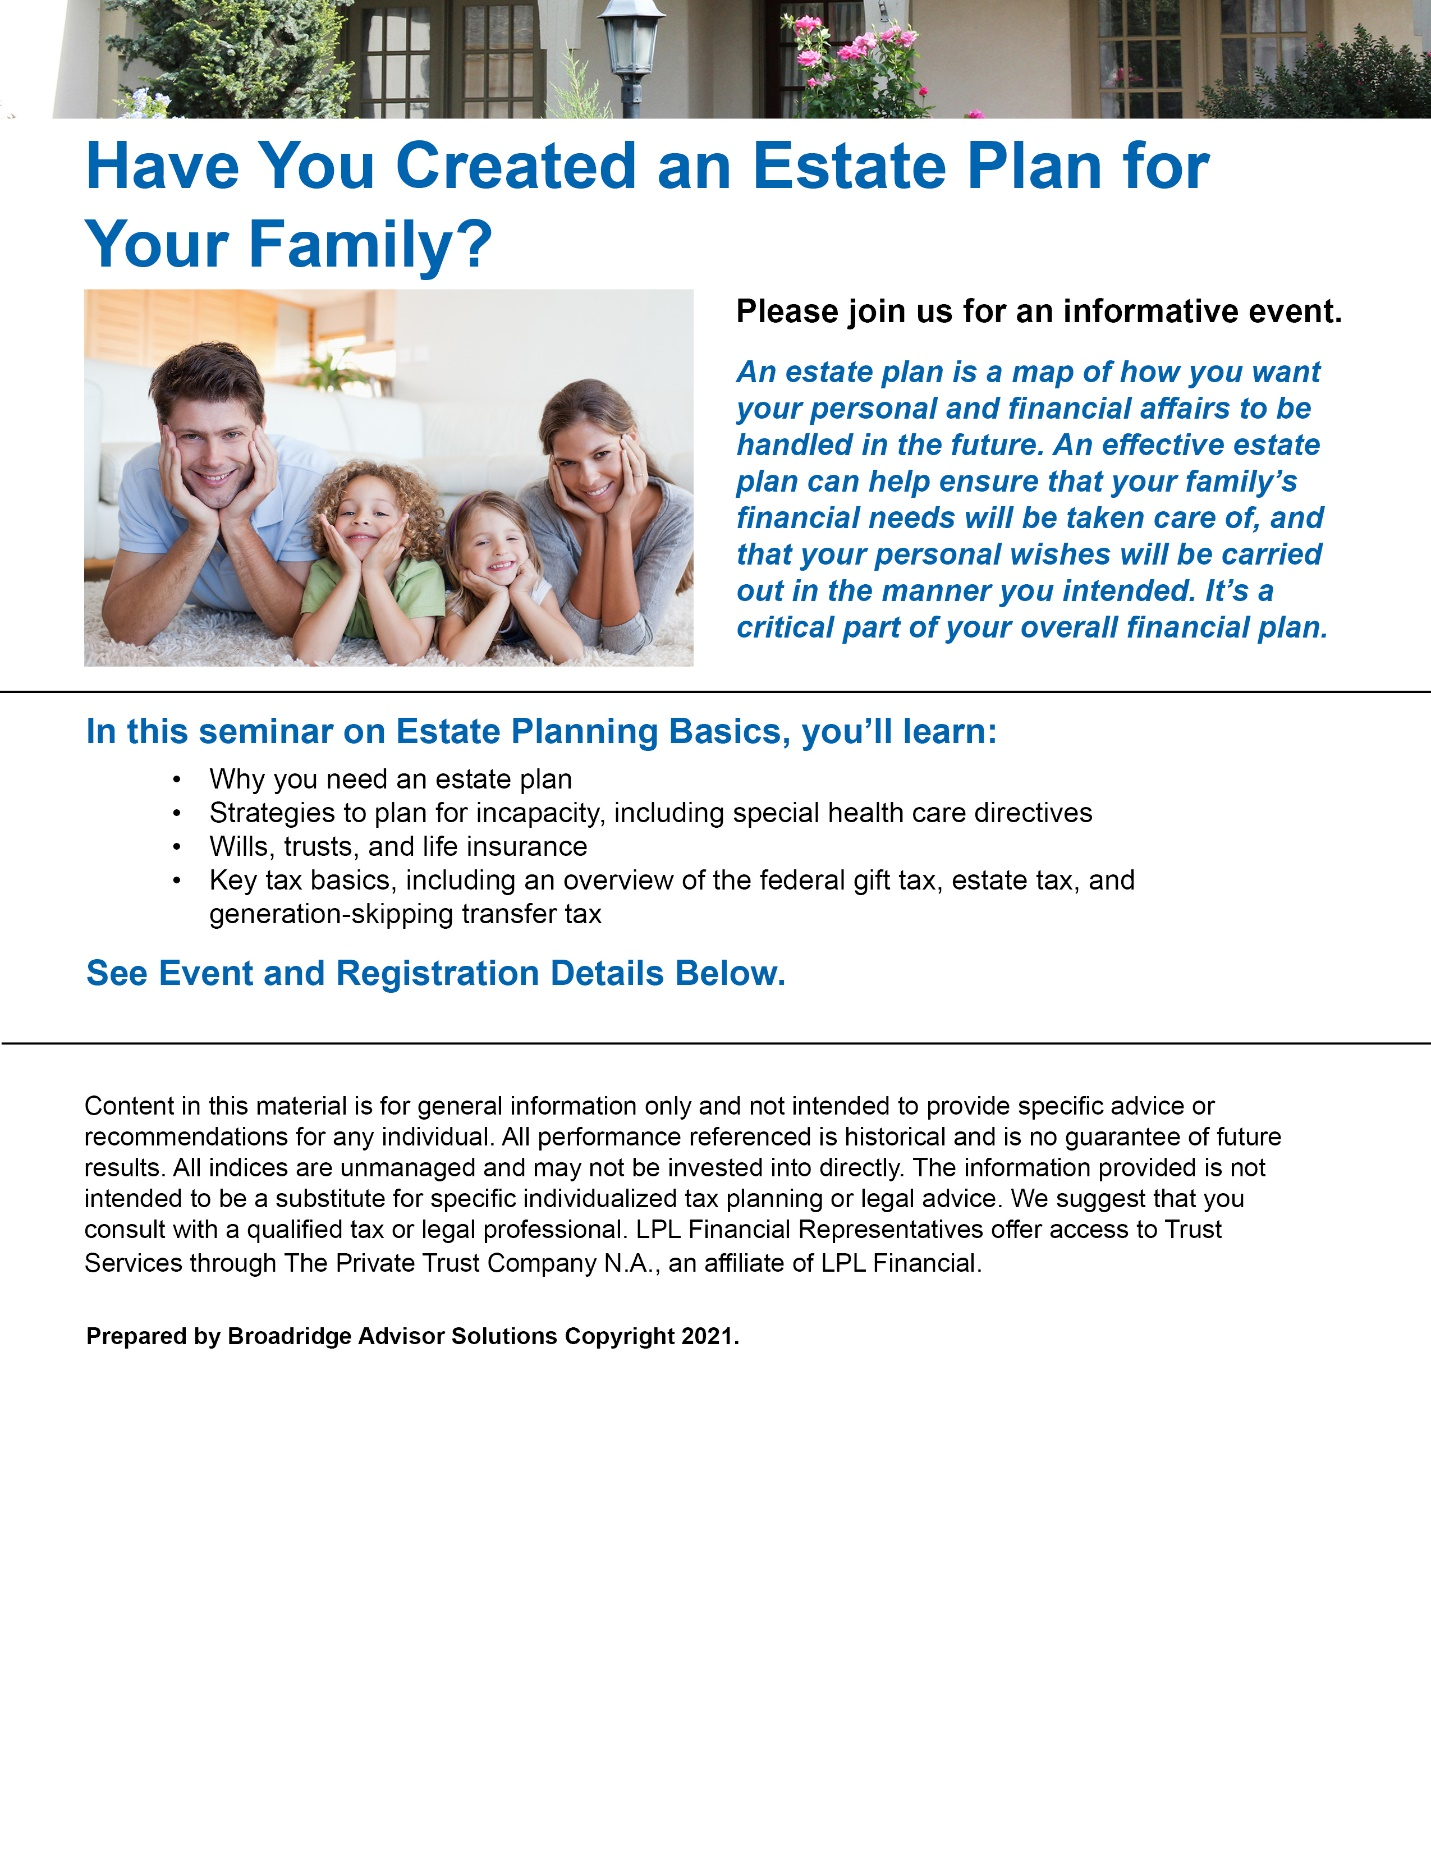 Have You Created an Estate Plan for
Your Family?
Please join us for an informative event.
An estate plan is a map of how you want
your personal and financial affairs to be
handled in the future. An effective estate
plan can help ensure that your family’s
financial needs will be taken care of, and
that your personal wishes will be carried
out in the manner you intended. It’s a
critical part of your overall financial plan.
In this seminar on Estate Planning Basics, you’ll learn:
• Why you need an estate plan
• Strategies to plan for incapacity, including special health care directives
• Wills, trusts, and life insurance
• Key tax basics, including an overview of the federal gift tax, estate tax, and
generation-skipping transfer tax
See Event and Registration Details Below.
Content in this material is for general information only and not intended to provide specific advice or
recommendations for any individual. All performance referenced is historical and is no guarantee of future
results. All indices are unmanaged and may not be invested into directly. The information provided is not
intended to be a substitute for specific individualized tax planning or legal advice. We suggest that you
consult with a qualified tax or legal professional. LPL Financial Representatives offer access to Trust
Services through The Private Trust Company N.A., an affiliate of LPL Financial.
Prepared by Broadridge Advisor Solutions Copyright 2021.